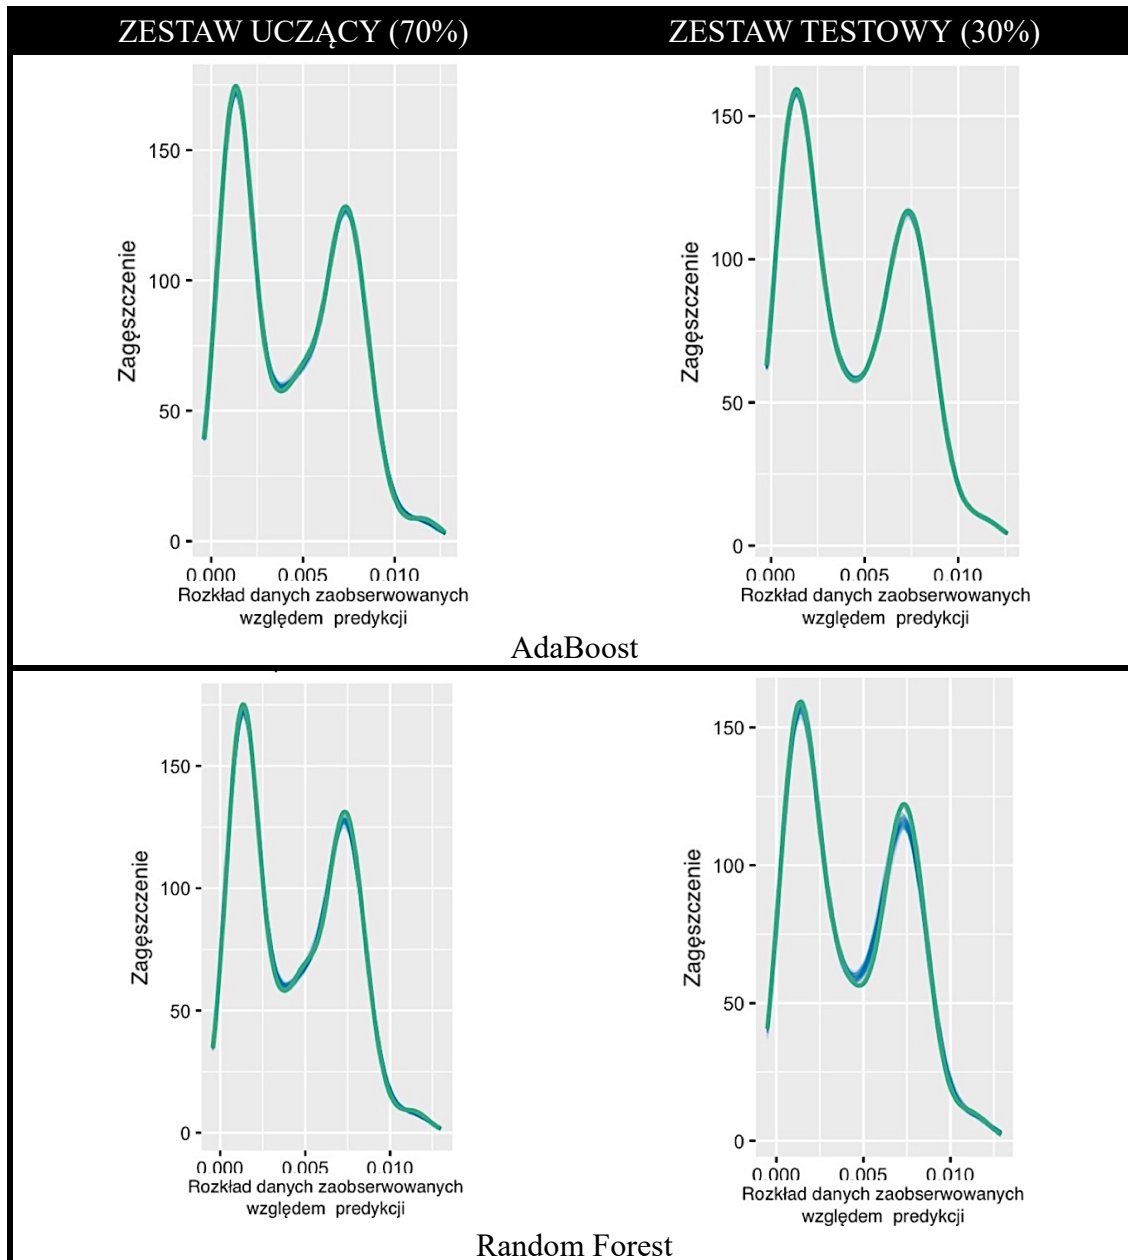 ZESTAW UCZĄCY (70%)
ZESTAW TESTOWY (30%)
Zagęszczenie
150
100
50
0
0.000 0.005 0.010
Rozkład danych zaobserwowanych
względem predykcji
Zagęszczenie
150
100
50
0
0.000 0.005 0.010
Rozkład danych zaobserwowanych
względem predykcji
AdaBoost
Zagęszczenie
150
100
50
0
0.000 0.005 0.010
Rozkład danych zaobserwowanych
względem predykcji
Zagęszczenie
150
100
50
0
0.000 0.005 0.010
Rozkład danych zaobserwowanych
względem predykcji
Random Forest